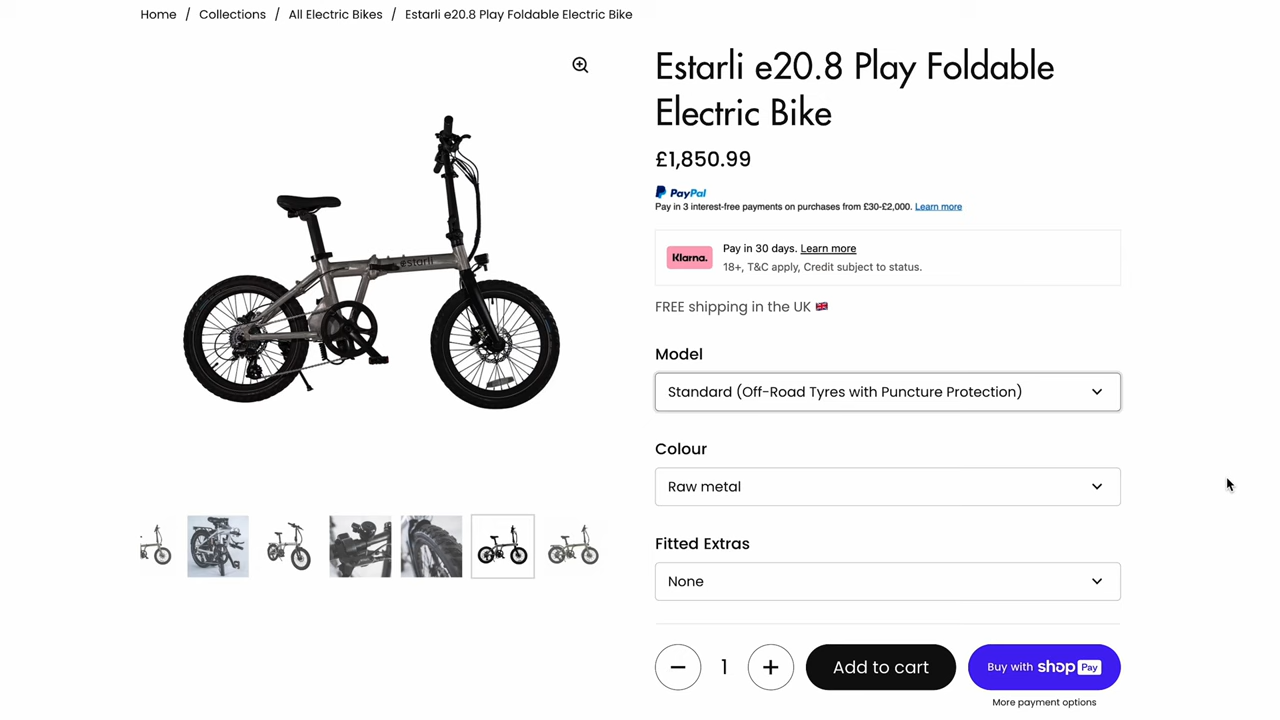 Home / Collections / All Electric Bikes / Estarli e20.8 Play Foldable Electric Bike
estarli
Estarli e20.8 Play Foldable
Electric Bike
£1,850.99
PayPal
Pay in 3 interest-free payments on purchases from £30-£2,000. Learn more
Klarna.
Pay in 30 days. Learn more
18+, T&C apply, Credit subject to status.
FREE shipping in the UK 🇬🇧
Model
Standard (Off-Road Tyres with Puncture Protection)
Colour
Raw metal
Fitted Extras
None
− 1 +
Add to cart
Buy with shop Pay
More payment options